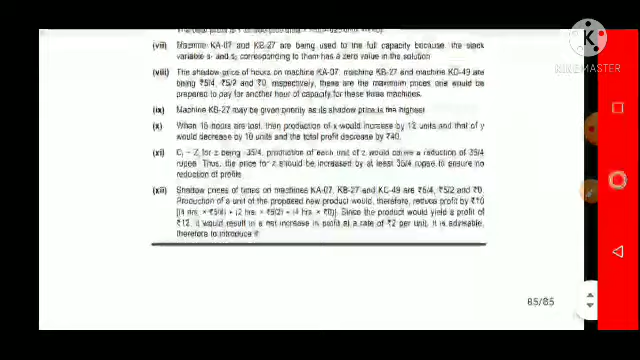 (vii) Machine KA-07 and KB-27 are being used to the full capacity because the slack
variable s₁ and s₂ corresponding to them has a zero value in the solution
(viii) The shadow price of hours on machine KA-07, machine KB-27 and machine KC-49 are
being ₹5/4, ₹5/2 and ₹0, respectively, these are the maximum prices one would be
prepared to pay for another hour of capacity for these three machines.
(ix) Machine KB-27 may be given priority as its shadow price is the highest
(x) When 16 hours are lost, then production of x would increase by 12 units and that of y
would decrease by 10 units and the total profit decrease by ₹40.
(xi) for z being -35/4, production of each unit of z would cause a reduction of 35/4
rupee. Thus, the price for z should be increased by at least 35/4 rupee to ensure no
reduction of profits
(xii) Shadow prices of times on machines KA-07, KB-27 and KC-49 are ₹5/4, ₹5/2 and ₹0.
Production of a unit of the proposed new product would, therefore, reduce profit by ₹10
[(4 hrs. × ₹5/4) + (2 hrs. × ₹5/2) + (4 hrs. × ₹0)]. Since the product would yield a profit of
₹12, it would result in a net increase in profit at a rate of ₹2 per unit. It is advisable,
therefore to introduce it
85/85
K
KINEMASTER